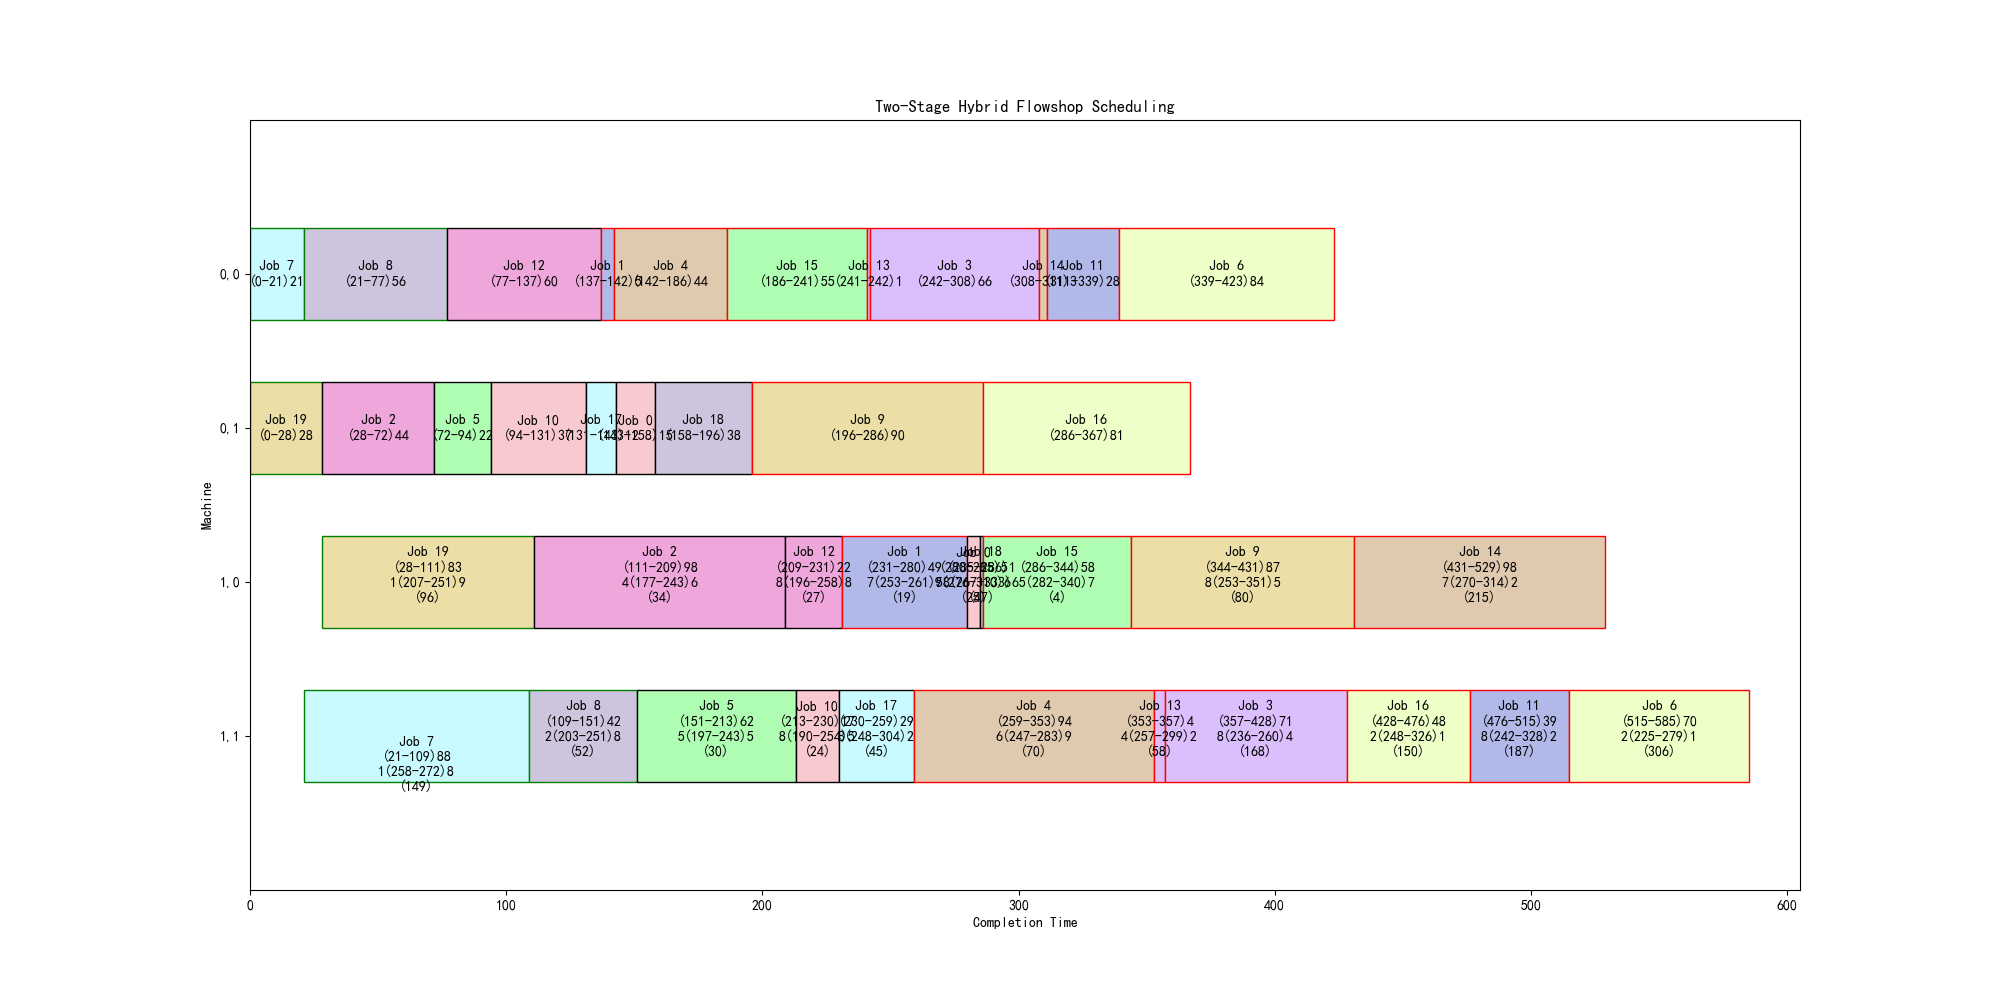 Two-Stage Hybrid Flowshop Scheduling
Machine
0,0
Job 7
(0-21)21
Job 8
(21-77)56
Job 12
(77-137)60
Job 1
(137-142)5
Job 4
(142-186)44
Job 15
(186-241)55
Job 13
(241-242)1
Job 3
(242-308)66
Job 14
(308-311)3
Job 11
(311-339)28
Job 6
(339-423)84
0,1
Job 19
(0-28)28
Job 2
(28-72)44
Job 5
(72-94)22
Job 10
(94-131)37
Job 17
(131-143)12
Job 0
(143-158)15
Job 18
(158-196)38
Job 9
(196-286)90
Job 16
(286-367)81
1,0
Job 19
(28-111)83
1(207-251)9
(96)
Job 2
(111-209)98
4(177-243)6
(34)
Job 12
(209-231)22
8(196-258)8
(27)
Job 1
(231-280)49
7(253-261)9
(19)
Job 0
Job 18
Job 15
(286-344)58
5(282-340)7
(4)
Job 9
(344-431)87
8(253-351)5
(80)
Job 14
(431-529)98
7(270-314)2
(215)
1,1
Job 7
(21-109)88
1(258-272)8
(149)
Job 8
(109-151)42
2(203-251)8
(52)
Job 5
(151-213)62
5(197-243)5
(30)
Job 10
(213-230)17
8(190-254)5
(24)
Job 17
(230-259)29
(248-304)2
(45)
Job 4
(259-353)94
6(247-283)9
(70)
Job 13
(353-357)4
4(257-299)2
(58)
Job 3
(357-428)71
8(236-260)4
(168)
Job 16
(428-476)48
2(248-326)1
(150)
Job 11
(476-515)39
8(242-328)2
(187)
Job 6
(515-585)70
2(225-279)1
(306)
0 100 200 300 400 500 600
Completion Time